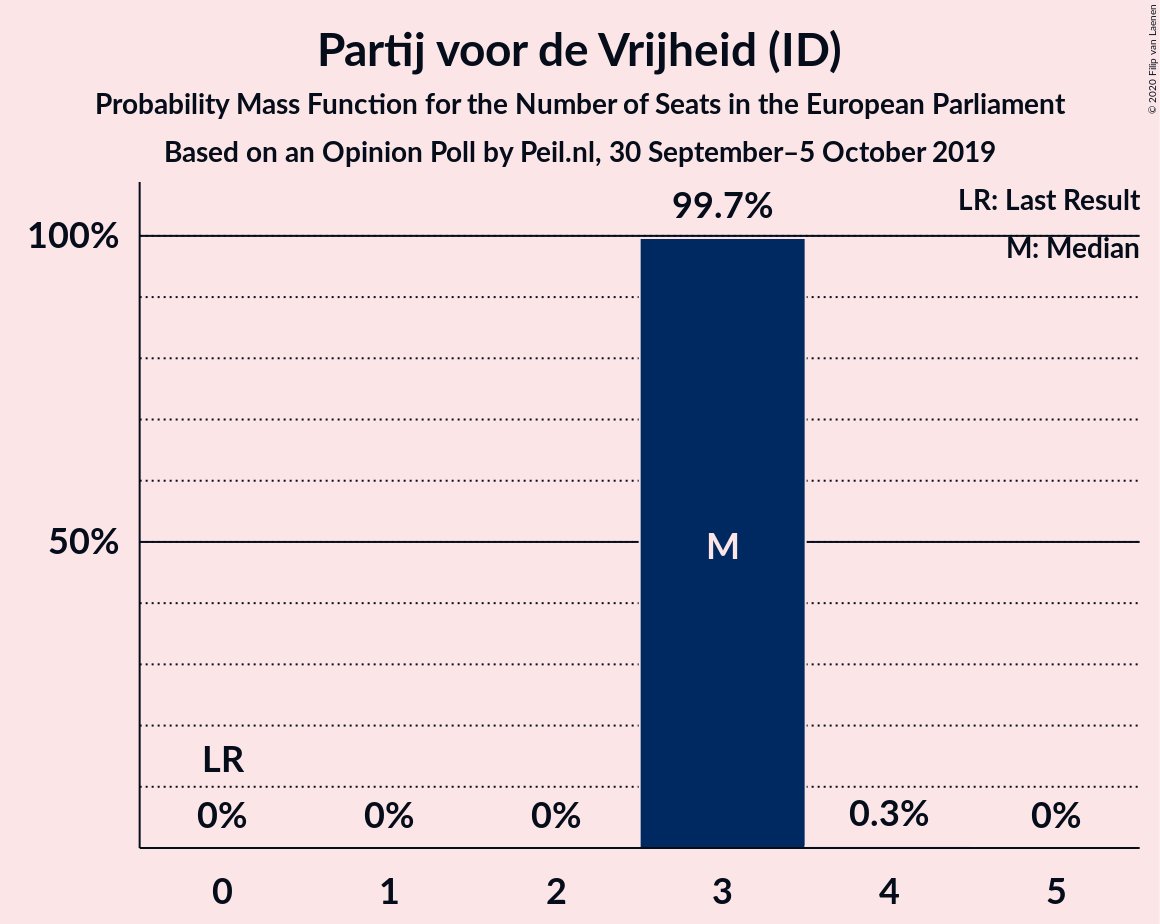 Partij voor de Vrijheid (ID)
Probability Mass Function for the Number of Seats in the European Parliament
Based on an Opinion Poll by Peil.nl, 30 September–5 October 2019
© 2020 Filip van Laenen
LR: Last Result
M: Median
99.7%
100%
50%
M
LR
0%
0%
0%
0.3%
0%
0
1
2
3
4
5